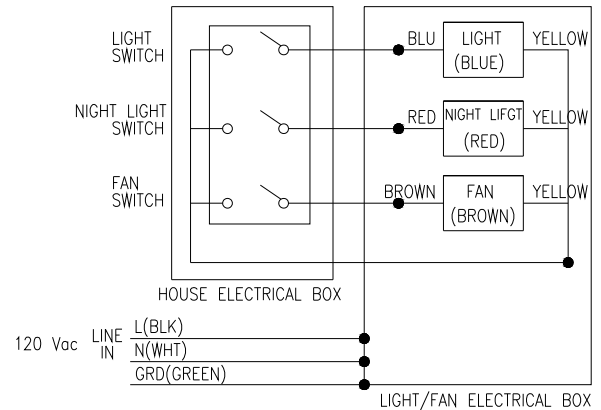 LIGHT
SWITCH
BLU
LIGHT
(BLUE)
YELLOW
NIGHT LIGHT
SWITCH
RED
NIGHT LIFGT
(RED)
YELLOW
FAN
SWITCH
BROWN
FAN
(BROWN)
YELLOW
HOUSE ELECTRICAL BOX
120 Vac
LINE
IN
L(BLK)
N(WHT)
GRD(GREEN)
LIGHT/FAN ELECTRICAL BOX